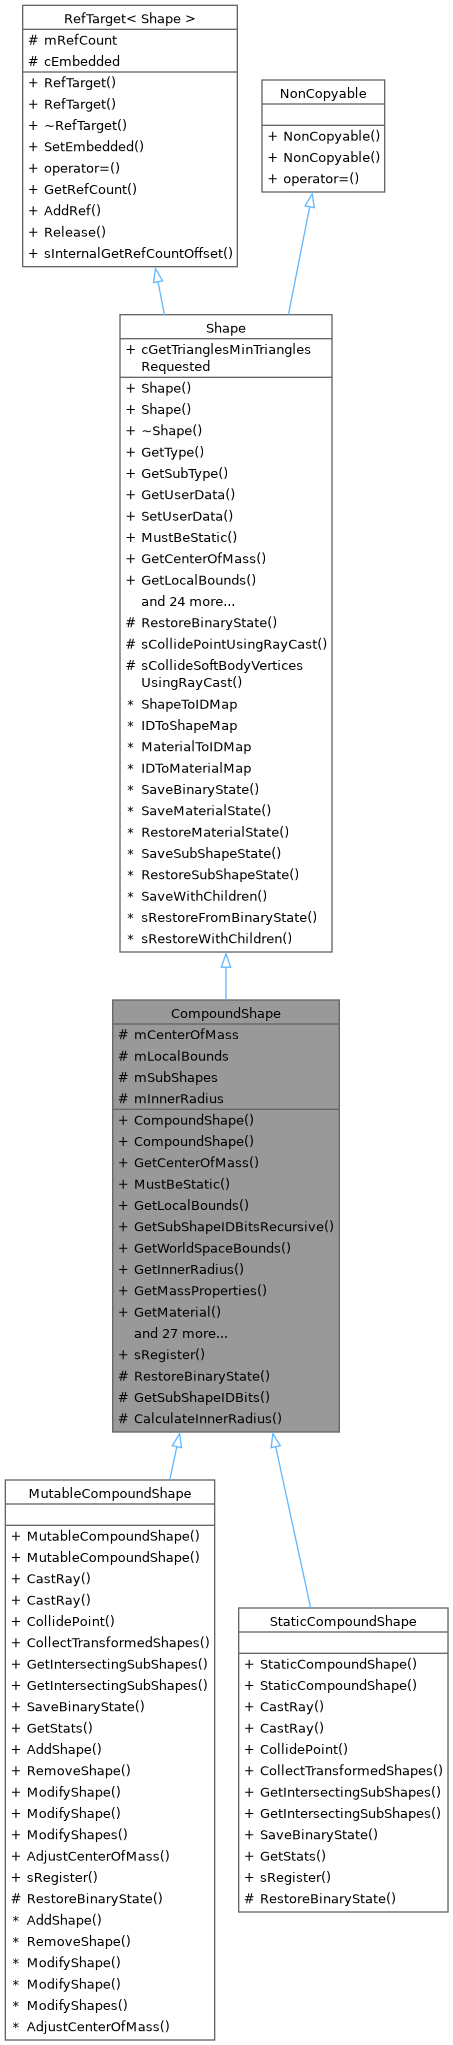 RefTarget< Shape >
# mRefCount
# cEmbedded
+ RefTarget()
+ RefTarget()
+ ~RefTarget()
+ SetEmbedded()
+ operator=()
+ GetRefCount()
+ AddRef()
+ Release()
+ sInternalGetRefCountOffset()
NonCopyable
+ NonCopyable()
+ NonCopyable()
+ operator=()
Shape
+ cGetTrianglesMinTriangles
Requested
+ Shape()
+ Shape()
+ ~Shape()
+ GetType()
+ GetSubType()
+ GetUserData()
+ SetUserData()
+ MustBeStatic()
+ GetCenterOfMass()
+ GetLocalBounds()
and 24 more...
# RestoreBinaryState()
# sCollidePointUsingRayCast()
# sCollideSoftBodyVertices
UsingRayCast()
* ShapeToIDMap
* IDToShapeMap
* MaterialToIDMap
* IDToMaterialMap
* SaveBinaryState()
* SaveMaterialState()
* RestoreMaterialState()
* SaveSubShapeState()
* RestoreSubShapeState()
* SaveWithChildren()
* sRestoreFromBinaryState()
* sRestoreWithChildren()
CompoundShape
# mCenterOfMass
# mLocalBounds
# mSubShapes
# mInnerRadius
+ CompoundShape()
+ CompoundShape()
+ GetCenterOfMass()
+ MustBeStatic()
+ GetLocalBounds()
+ GetSubShapeIDBitsRecursive()
+ GetWorldSpaceBounds()
+ GetInnerRadius()
+ GetMassProperties()
+ GetMaterial()
and 27 more...
+ sRegister()
# RestoreBinaryState()
# GetSubShapeIDBits()
# CalculateInnerRadius()
MutableCompoundShape
+ MutableCompoundShape()
+ MutableCompoundShape()
+ CastRay()
+ CastRay()
+ CollidePoint()
+ CollectTransformedShapes()
+ GetIntersectingSubShapes()
+ GetIntersectingSubShapes()
+ SaveBinaryState()
+ GetStats()
+ AddShape()
+ RemoveShape()
+ ModifyShape()
+ ModifyShape()
+ ModifyShapes()
+ AdjustCenterOfMass()
+ sRegister()
# RestoreBinaryState()
* AddShape()
* RemoveShape()
* ModifyShape()
* ModifyShape()
* ModifyShapes()
* AdjustCenterOfMass()
StaticCompoundShape
+ StaticCompoundShape()
+ StaticCompoundShape()
+ CastRay()
+ CastRay()
+ CollidePoint()
+ CollectTransformedShapes()
+ GetIntersectingSubShapes()
+ GetIntersectingSubShapes()
+ SaveBinaryState()
+ GetStats()
+ sRegister()
# RestoreBinaryState()